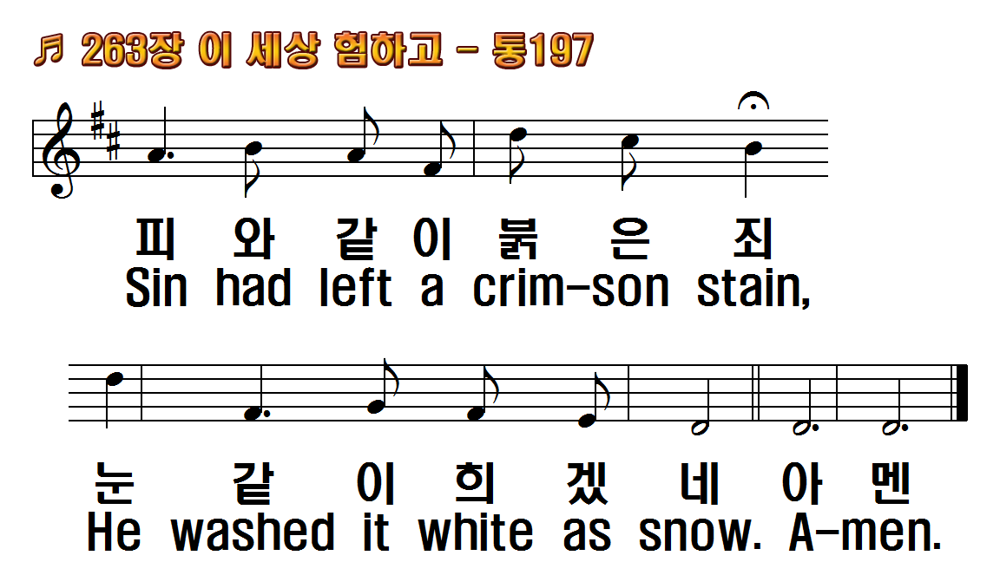 ♬ 263장 이 세상 험하고 - 통197
피 와 같 이 붉 은 죄
Sin had left a crim-son stain,
눈 같 이 희 겠 네 아 멘
He washed it white as snow. A-men.